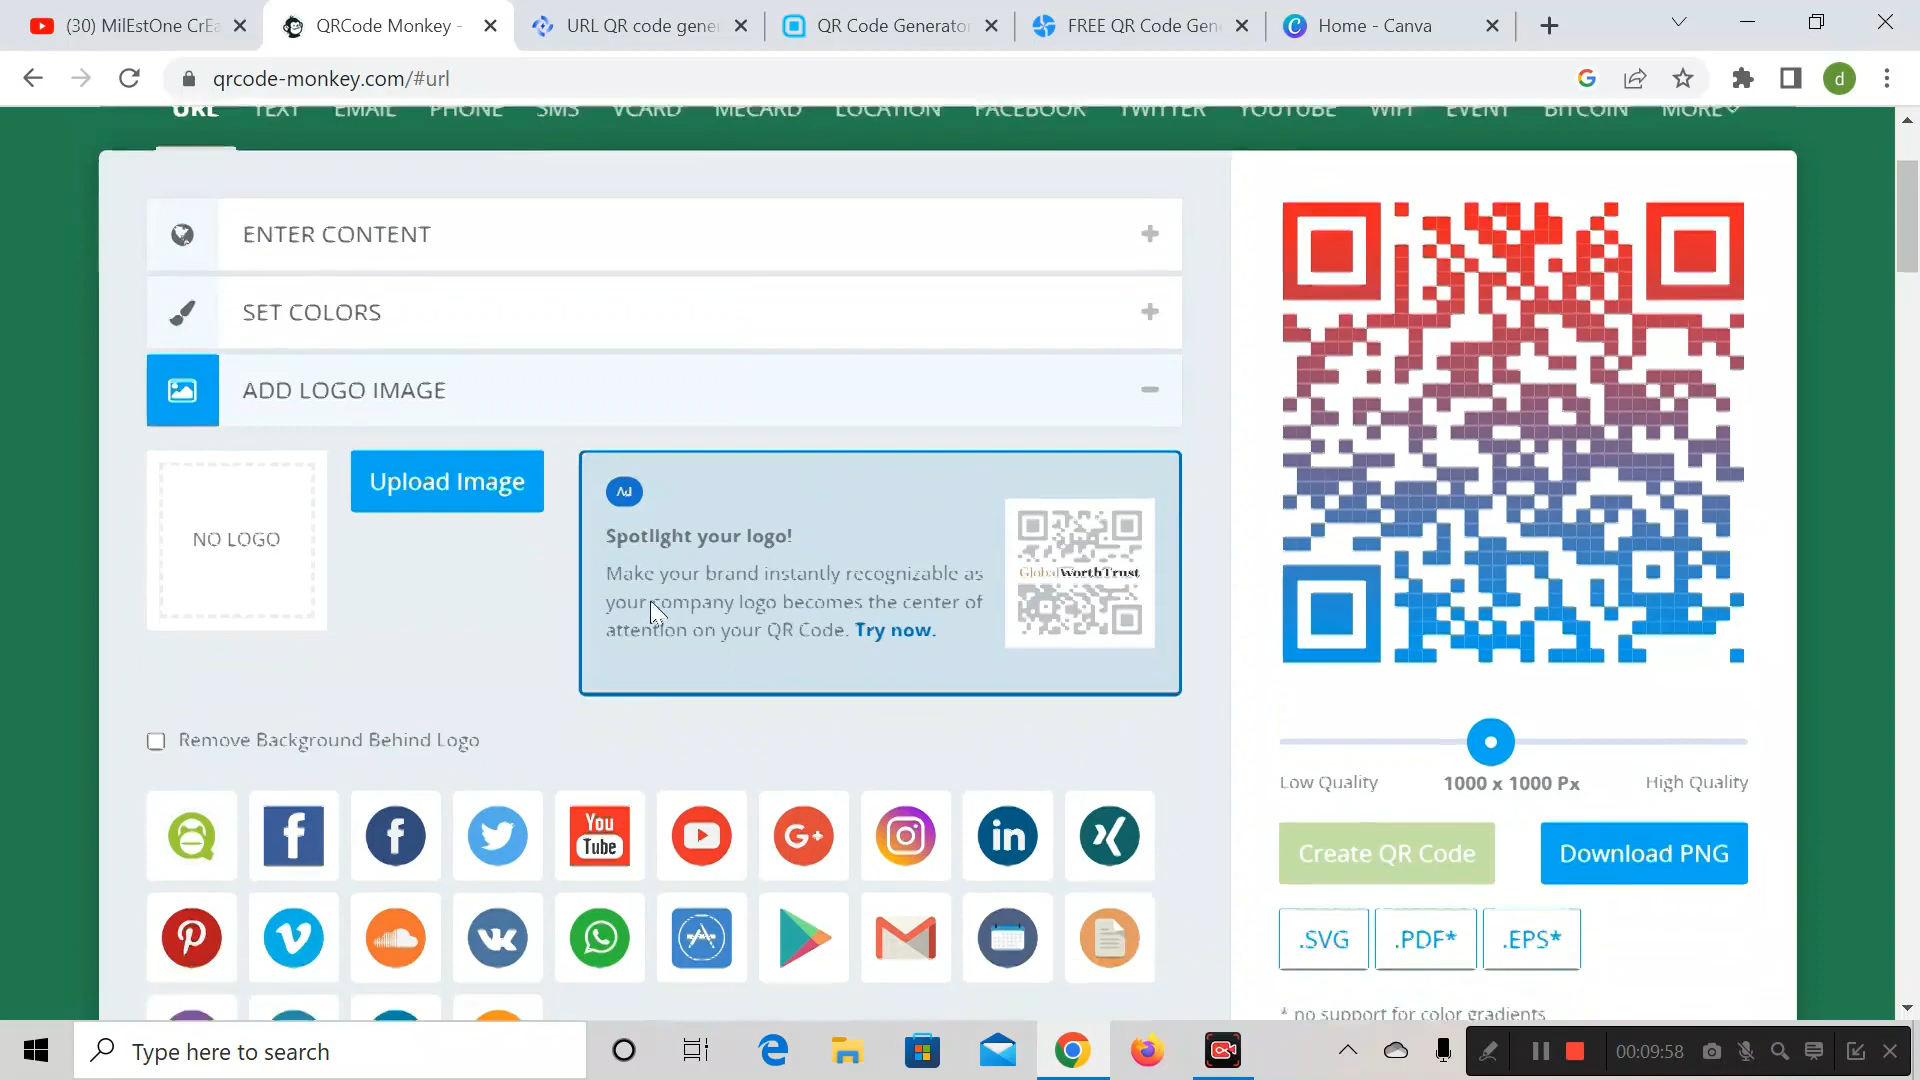 (30) MilEstOne CrEa
QRCode Monkey -
URL QR code gene
QR Code Generator
FREE QR Code Gen
Home - Canva
qrcode-monkey.com/#url
d
URL TEXT EMAIL PHONE SMS VCARD MECARD LOCATION FACEBOOK TWITTER YOUTUBE WIFI EVENT BITCOIN MORE
ENTER CONTENT
SET COLORS
ADD LOGO IMAGE
NO LOGO
Upload Image
Ad
Spotlight your logo!
Make your brand instantly recognizable as
your company logo becomes the center of
attention on your QR Code. Try now.
GlobalWorthTrust
Remove Background Behind Logo
You
Tube
G+
in
Low Quality 1000 x 1000 Px High Quality
Create QR Code
Download PNG
.SVG .PDF* .EPS*
* no support for color gradients
Type here to search
00:09:58